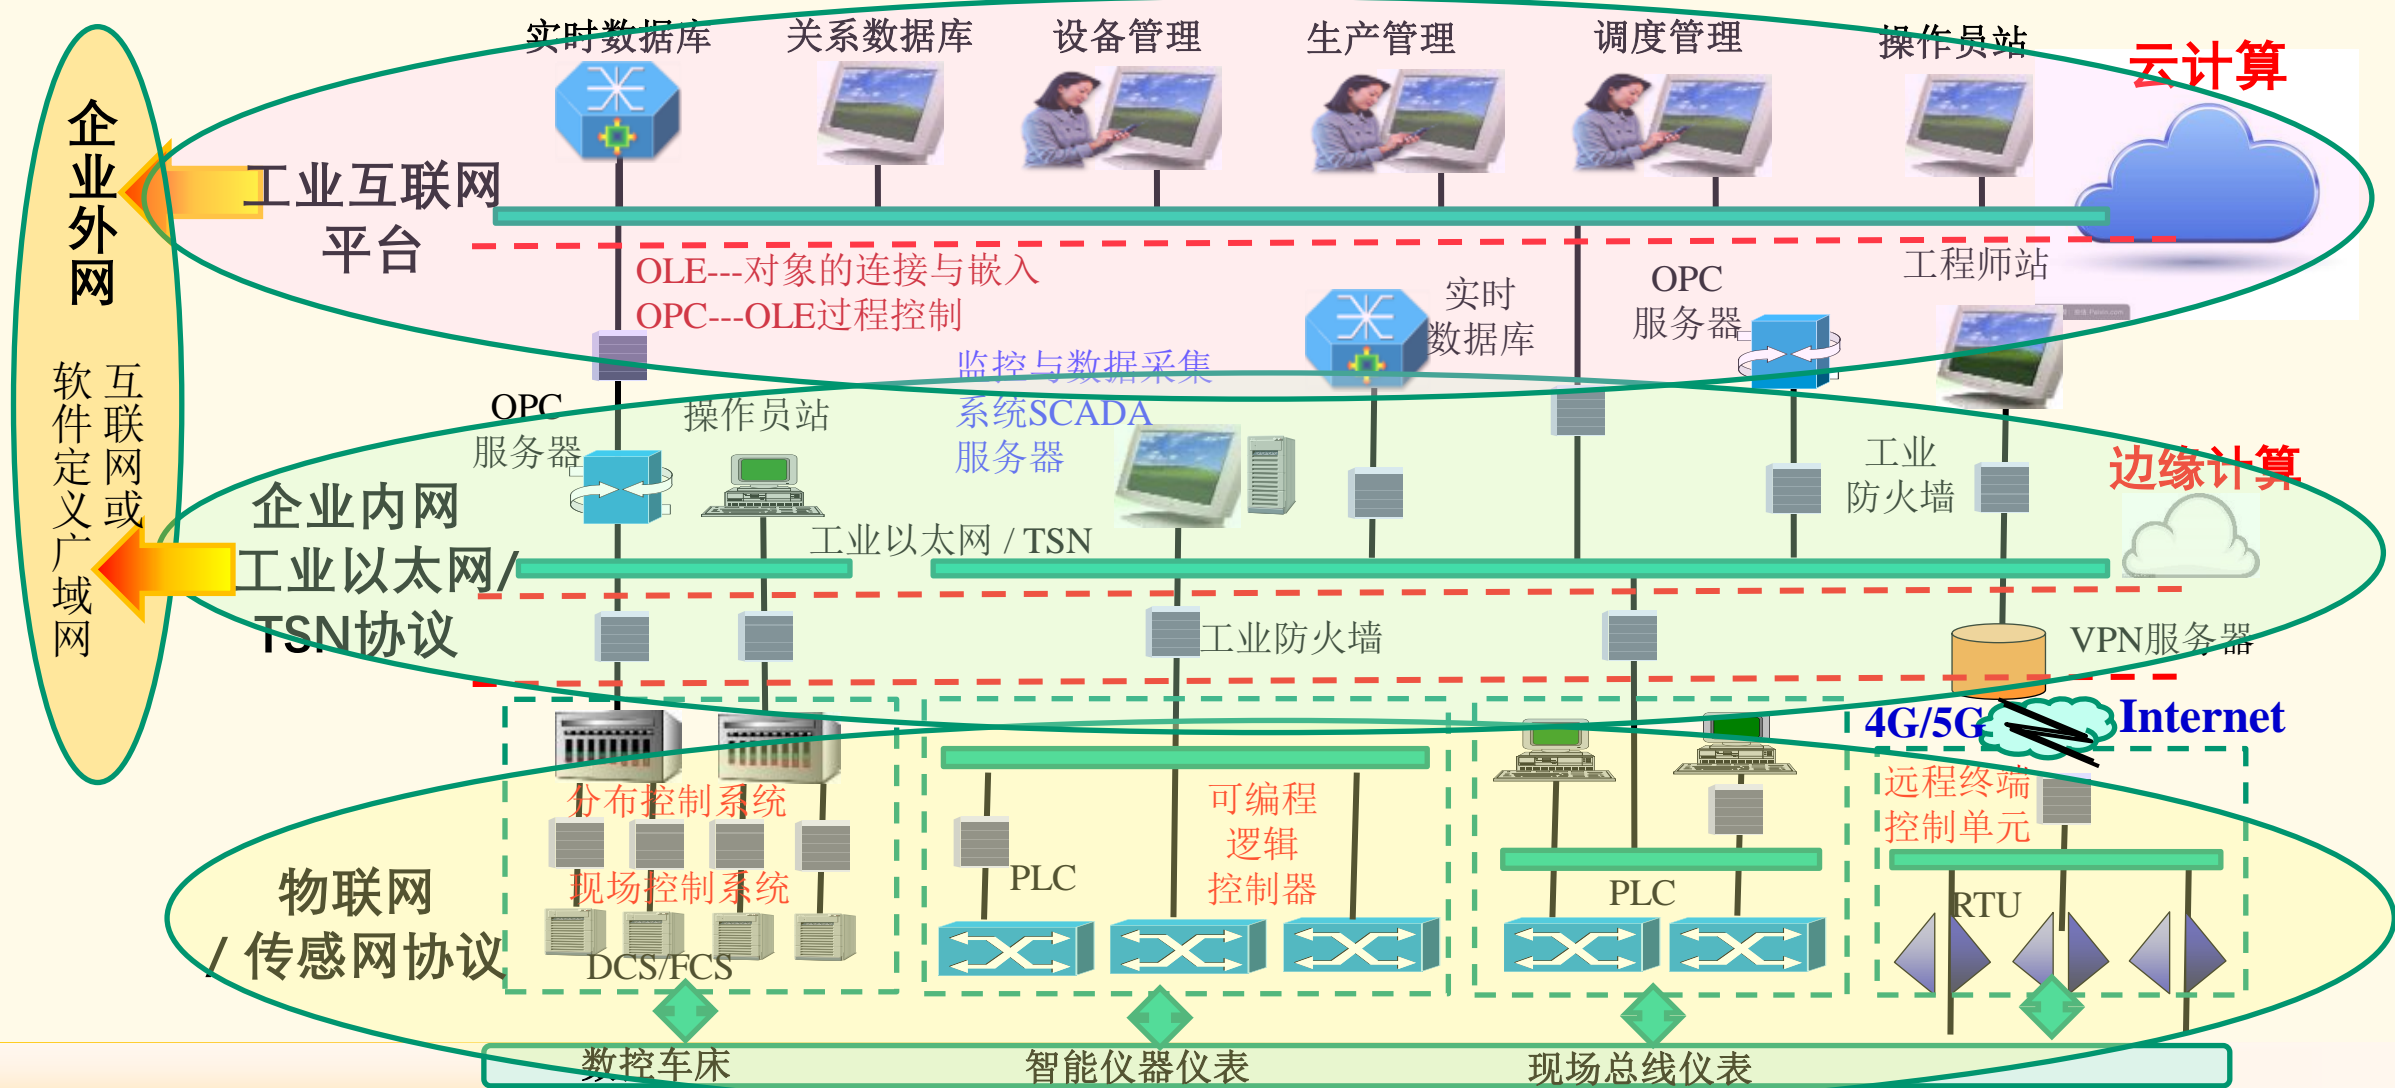 实时数据库
关系数据库
设备管理
生产管理
调度管理
操作员站
云计算
企业外网
互联网或
软件定义广域网
工业互联网
平台
OLE---对象的连接与嵌入
OPC---OLE过程控制
实时
数据库
OPC
服务器
工程师站
监控与数据采集
系统SCADA
服务器
OPC
服务器
操作员站
工业
防火墙
边缘计算
企业内网
工业以太网/
TSN协议
工业以太网 / TSN
工业防火墙
VPN服务器
4G/5G
Internet
分布控制系统
现场控制系统
DCS/FCS
PLC
可编程
逻辑
控制器
PLC
远程终端
控制单元
RTU
物联网
/ 传感网协议
数控车床
智能仪器仪表
现场总线仪表